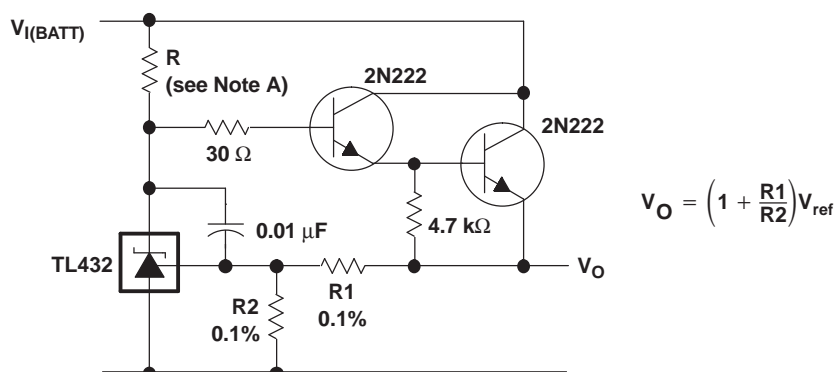 VI(BATT)
R
(see Note A)
2N222
2N222
30 Ω
VO = (1 + R1/R2)Vref
0.01 μF
4.7 kΩ
TL432
VO
R2
0.1%
R1
0.1%